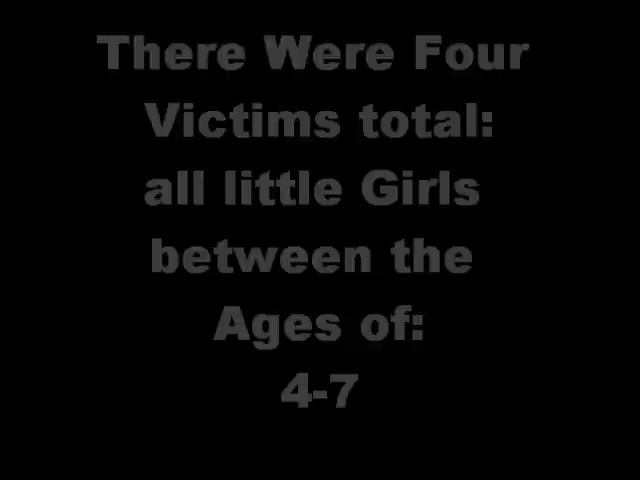 There Were Four
Victims total:
all little Girls
between the
Ages of:
4-7